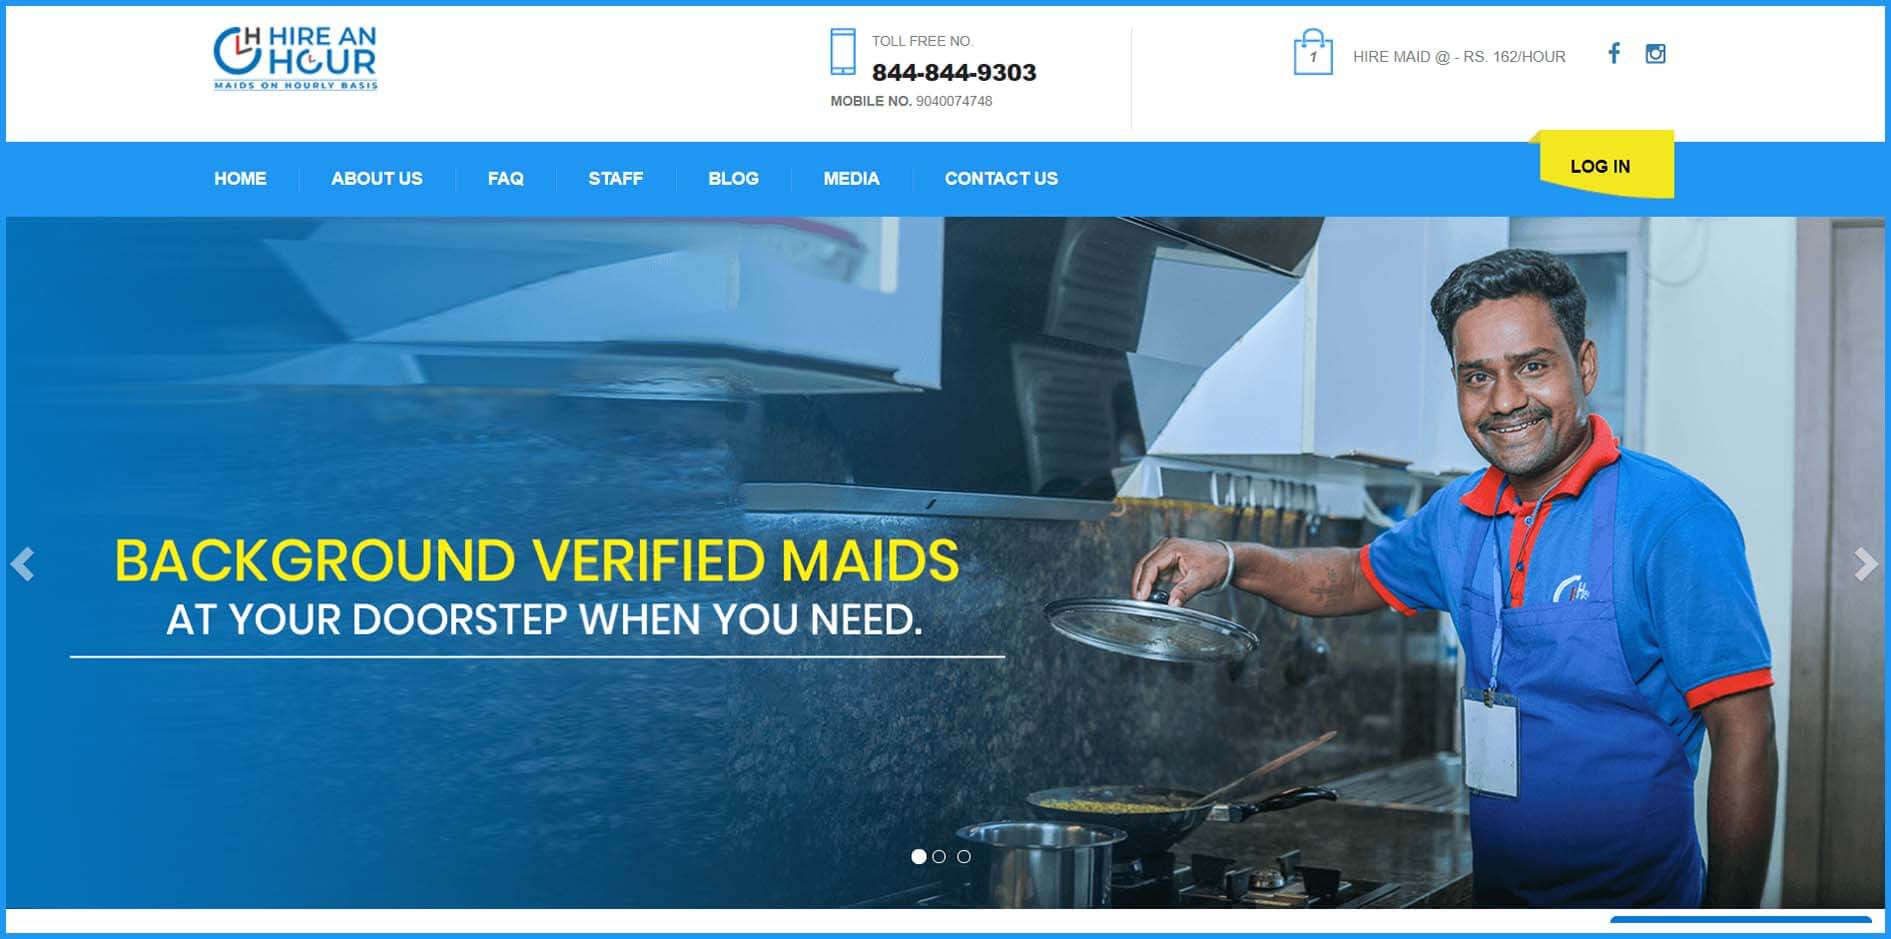 HIRE AN
HOUR
MAIDS ON HOURLY BASIS
TOLL FREE NO.
844-844-9303
MOBILE NO. 9040074748
1
HIRE MAID @ - RS. 162/HOUR
HOME
ABOUT US
FAQ
STAFF
BLOG
MEDIA
CONTACT US
LOG IN
BACKGROUND VERIFIED MAIDS
AT YOUR DOORSTEP WHEN YOU NEED.